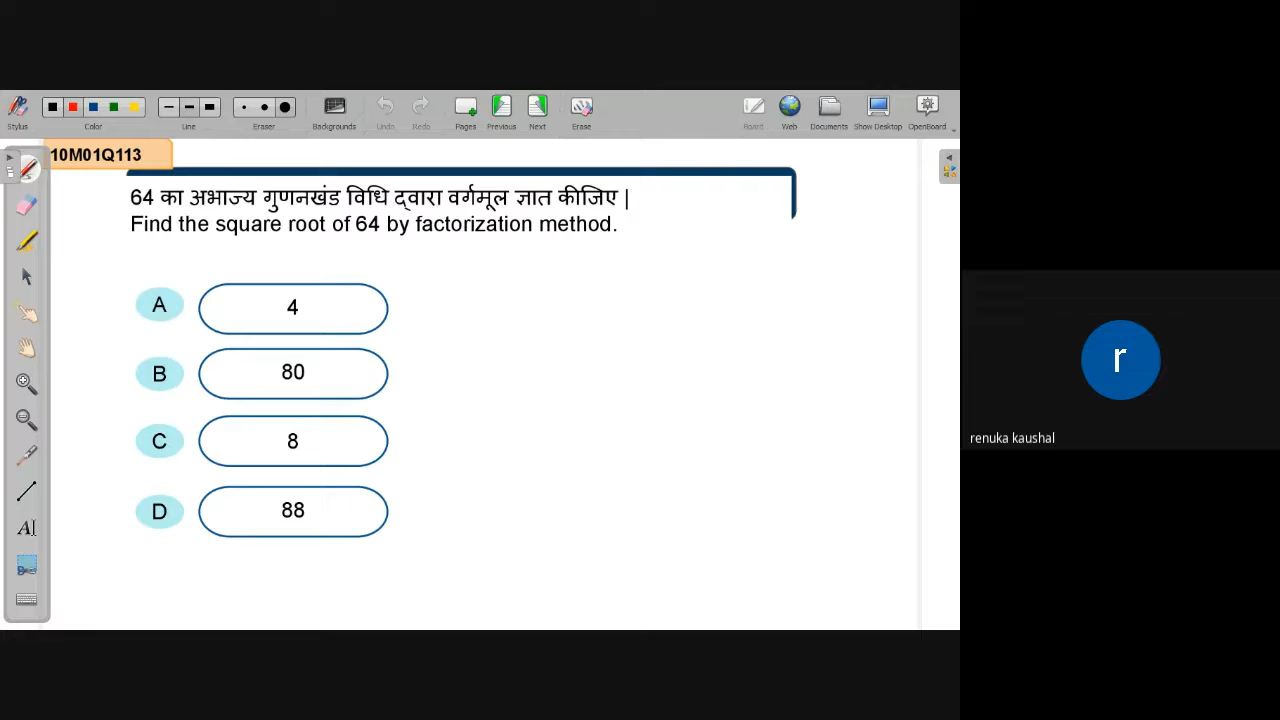 Stylus
Color
Line
Eraser
Backgrounds
Undo
Redo
Pages
Previous
Next
Erase
Board
Web
Documents
Show Desktop
OpenBoard
10M01Q113
64 का अभाज्य गुणनखंड विधि द्वारा वर्गमूल ज्ञात कीजिए |
Find the square root of 64 by factorization method.
A 4
B 80
C 8
D 88
r
renuka kaushal